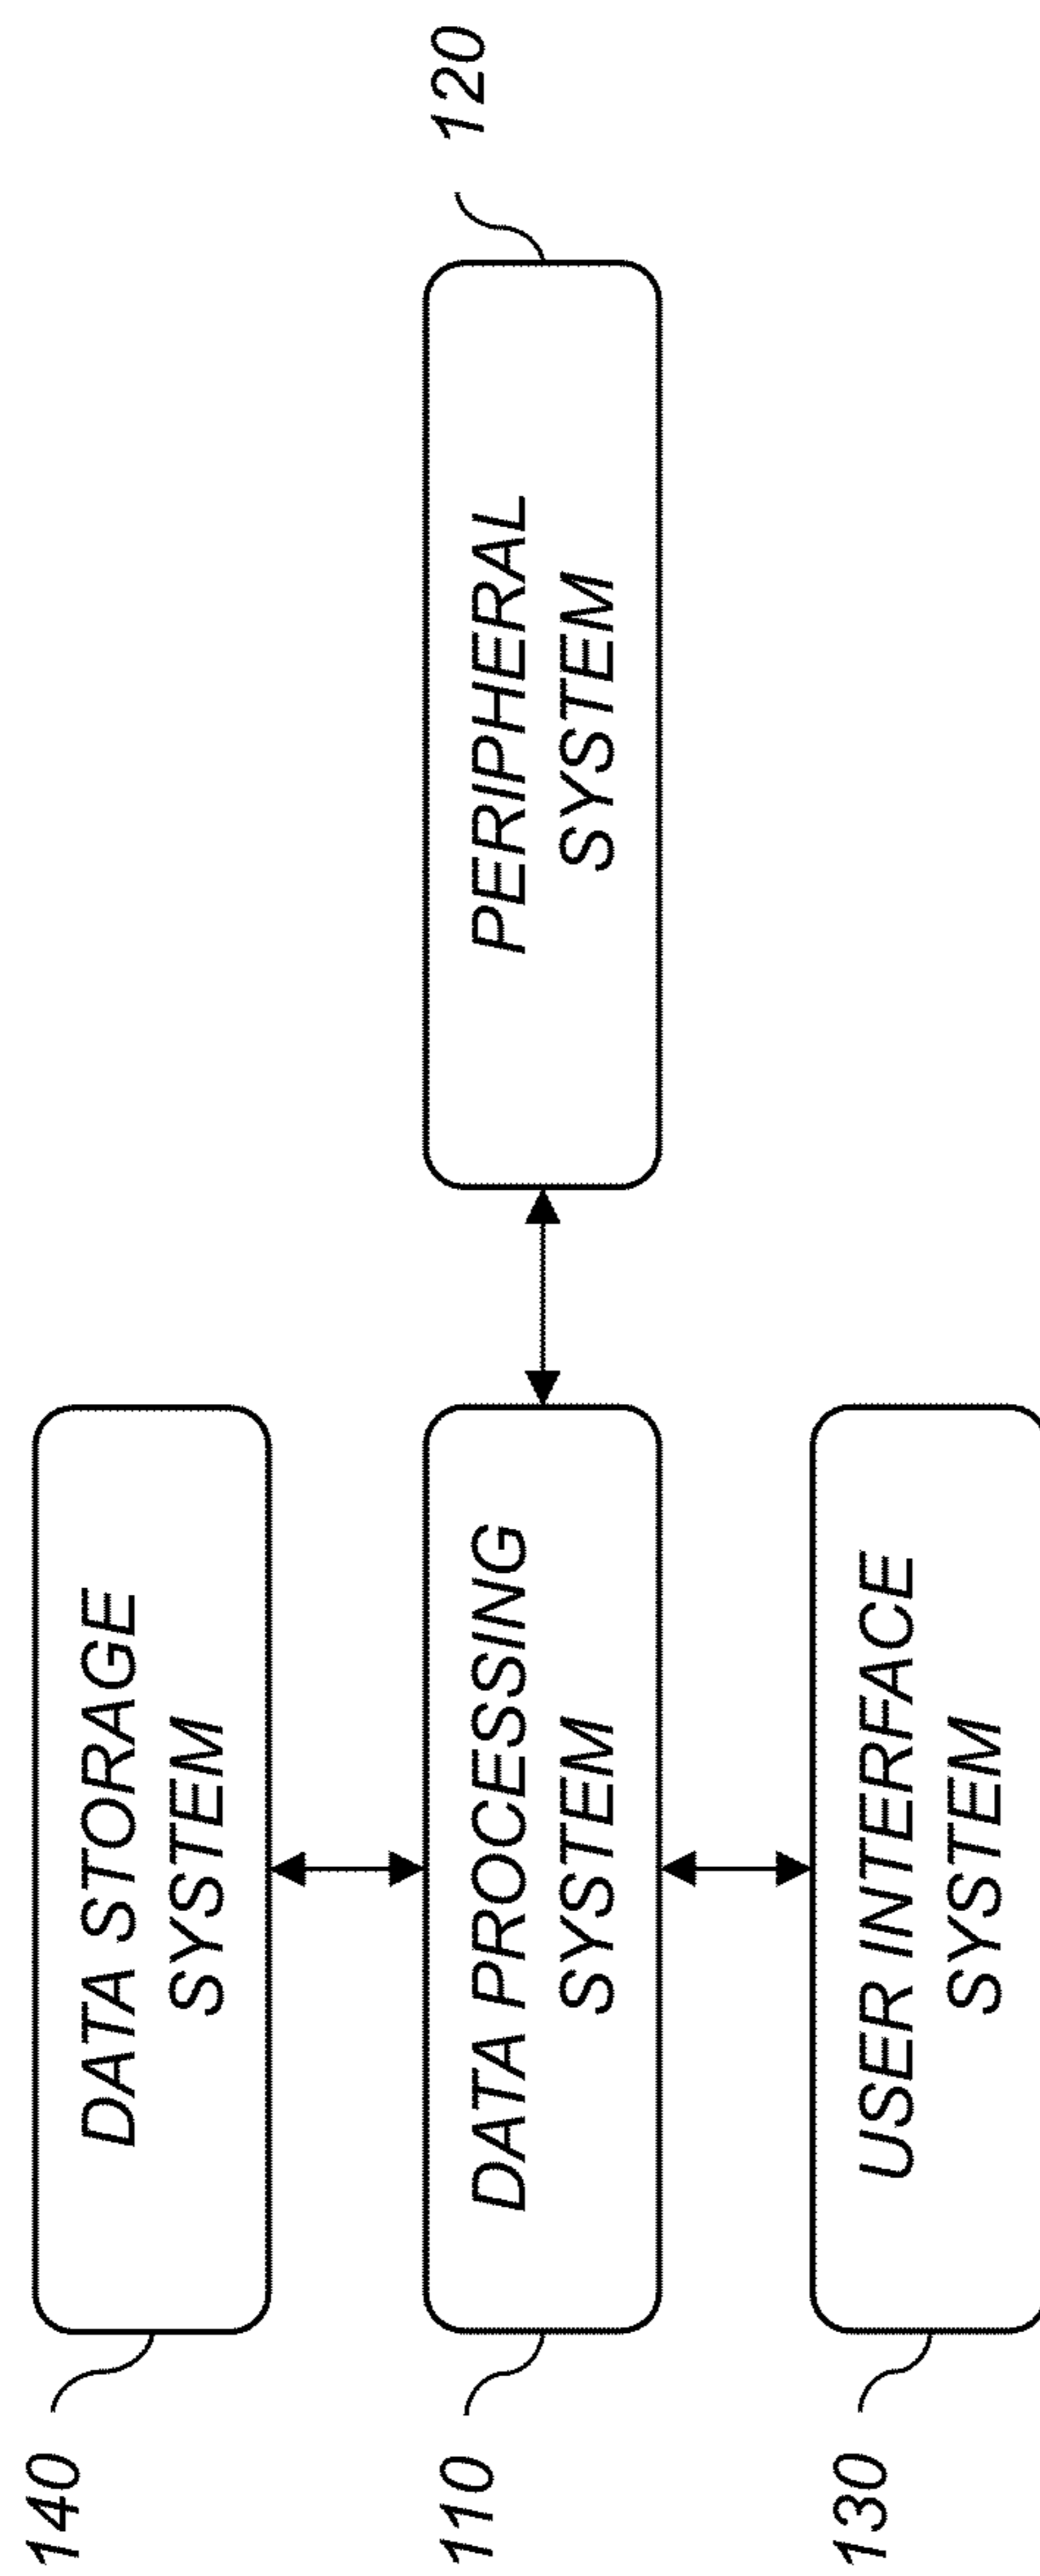 140
DATA STORAGE
SYSTEM
110
DATA PROCESSING
SYSTEM
PERIPHERAL
SYSTEM
120
130
USER INTERFACE
SYSTEM